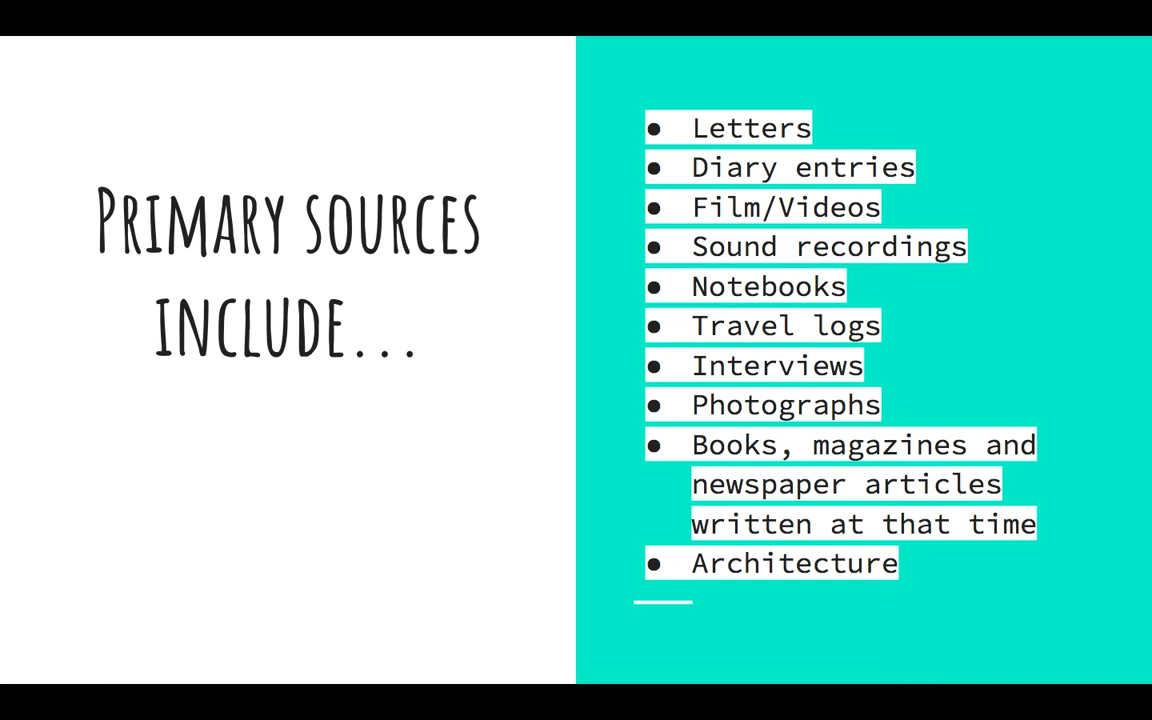 Primary sources
include...
● Letters
● Diary entries
● Film/Videos
● Sound recordings
● Notebooks
● Travel logs
● Interviews
● Photographs
● Books, magazines and
newspaper articles
written at that time
● Architecture